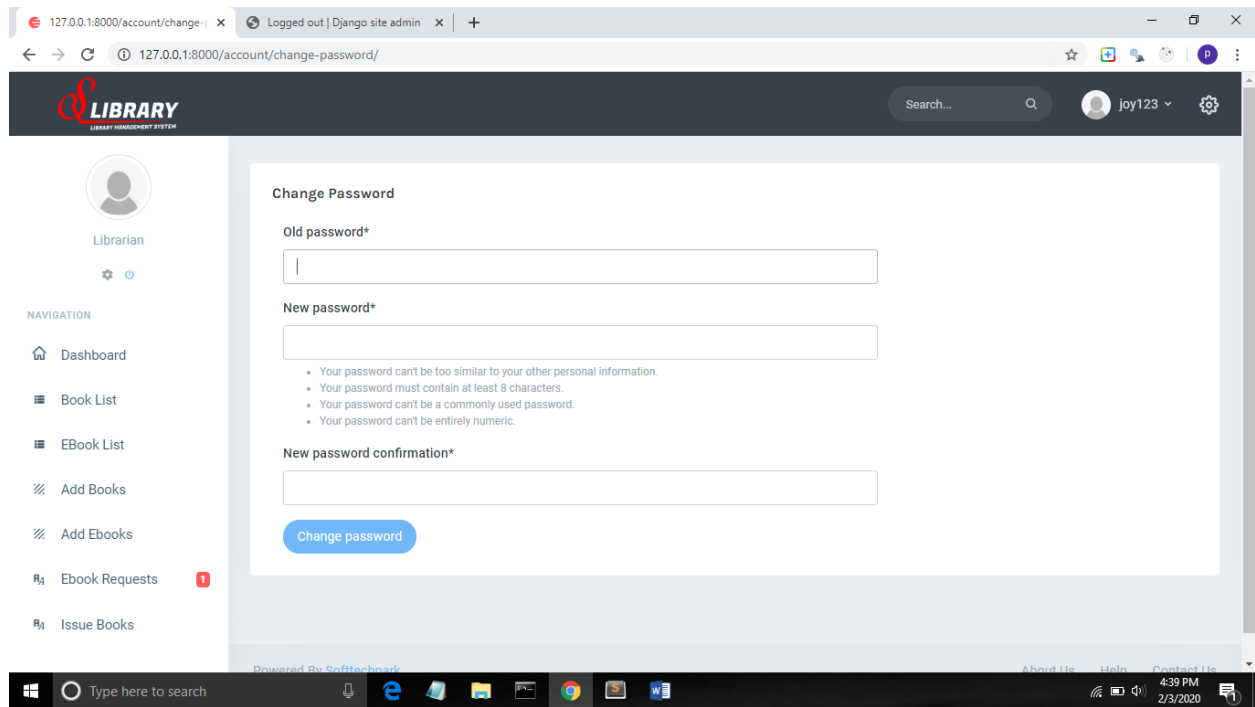 127.0.0.1:8000/account/change-p
Logged out | Django site admin
127.0.0.1:8000/account/change-password/
P
SLIBRARY
LIBRARY MANAGEMENT SYSTEM
Search...
joy123
Librarian
NAVIGATION
Dashboard
Book List
EBook List
Add Books
Add Ebooks
Ebook Requests 1
Issue Books
Change Password
Old password*
New password*
Your password can't be too similar to your other personal information.
Your password must contain at least 8 characters.
Your password can't be a commonly used password.
Your password can't be entirely numeric.
New password confirmation*
Change password
Powered By Softtechpark
About Us Help Contact Us
Type here to search
4:39 PM
2/3/2020